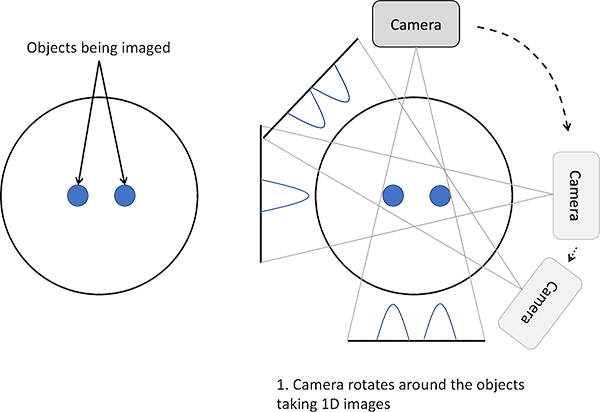 Objects being imaged
Camera
Camera
Camera
1. Camera rotates around the objects
taking 1D images